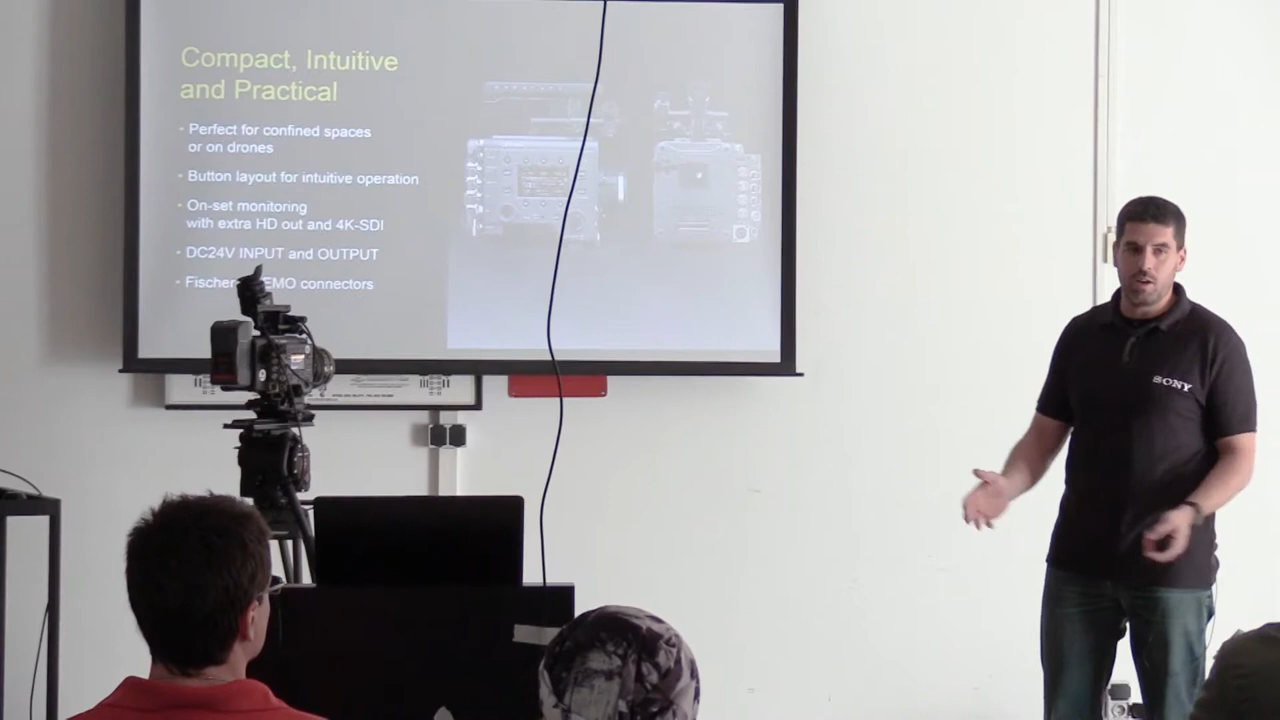 Compact, Intuitive
and Practical
- Perfect for confined spaces
or on drones
- Button layout for intuitive operation
- On-set monitoring
with extra HD out and 4K-SDI
- DC24V INPUT and OUTPUT
- Fischer EMO connectors
SONY